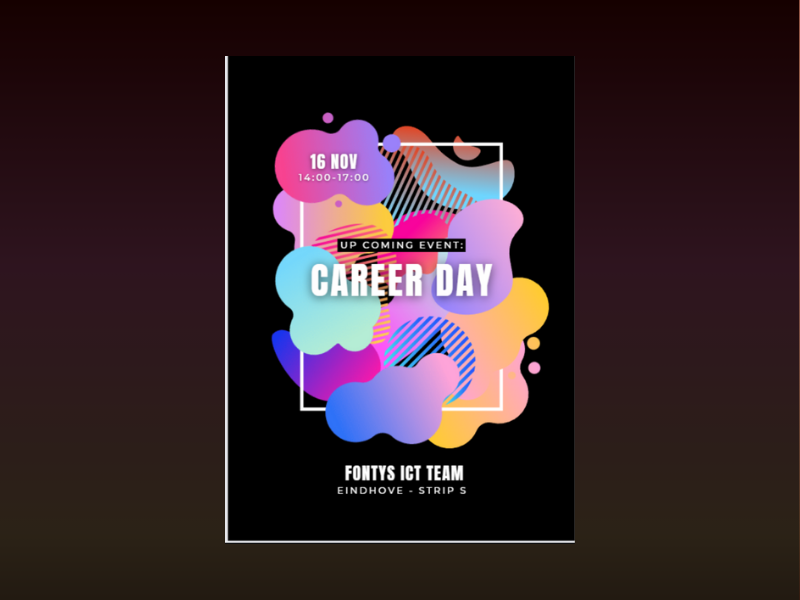 16 NOV
14:00-17:00
UP COMING EVENT:
CAREER DAY
FONTYS ICT TEAM
EINDHOVE - STRIP S